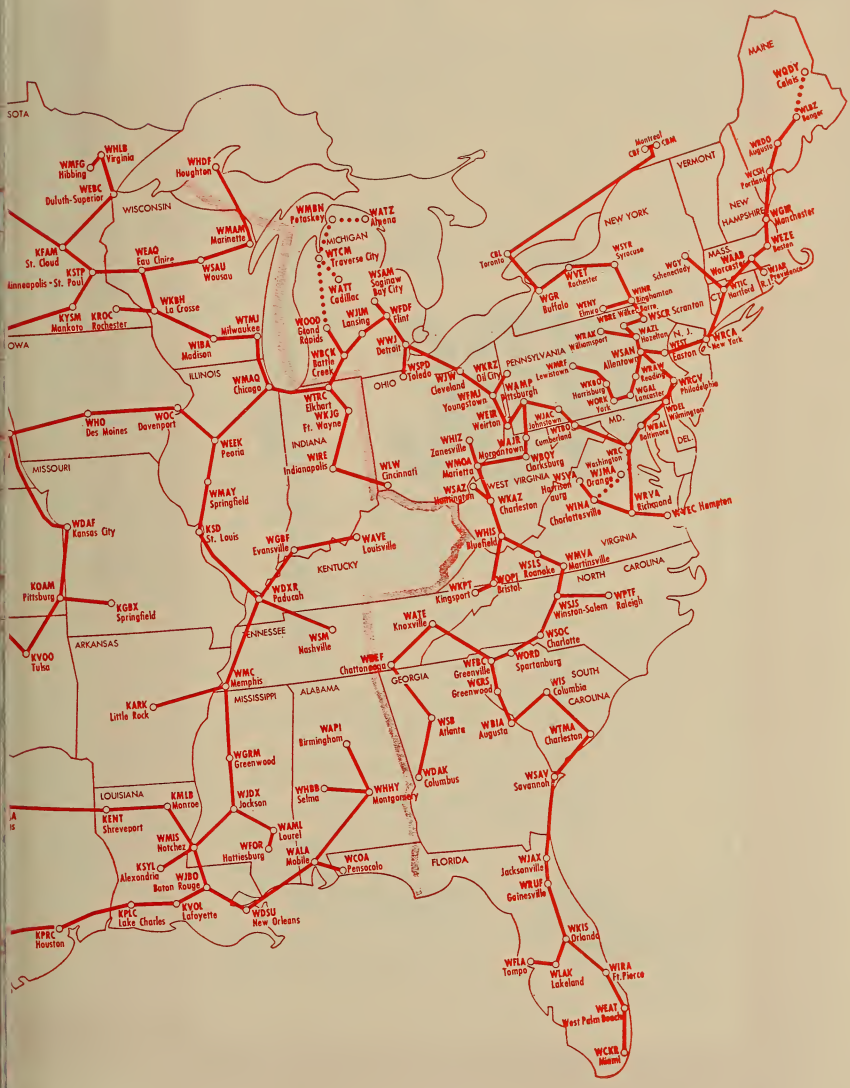 MAINE
WQDY
Calais
WLBZ
Bangor
WRDO
Augusta
WCSH
Portland
VERMONT
NEW
HAMPSHIRE
WGIR
Manchester
WEZE
Boston
MASS.
WAAB
Worcester
WJAR
R.I. Providence
WTIC
Hartford
CT
WGY
Schenectady
NEW YORK
Montreal
CBF
CBM
CBL
Toronto
WGR
Buffalo
WVET
Rochester
WSYR
Syracuse
WENY
Elmira
WINR
Binghamton
WBRE Wilkes Barre
WSCR Scranton
WAZL
Hazelton
WRAK
Williamsport
WSAN
Allentown
WEST
Easton
N. J.
WRCA
New York
WRAW
Reading
WGAL
Lancaster
WRCV
Philadelphia
WDEL
Wilmington
WBAL
Baltimore
DEL.
MD.
PENNSYLVANIA
WMRF
Lewistown
WKBO
Harrisburg
WORK
York
WKRZ
Oil City
WAMP
Pittsburgh
WJAC
Johnstown
WTBO
Cumberland
WAJR
Morgantown
WBOY
Clarksburg
WJW
Cleveland
WFMJ
Youngstown
WEIR
Weirton
WHIZ
Zanesville
WMOA
Marietta
WEST VIRGINIA
WSAZ
Huntington
WKAZ
Charleston
WHIS
Bluefield
WSVA
Harrison
burg
WRC
Washington
WJMA
Orange
WINA
Charlottesville
WRVA
Richmond
WVEC Hampton
VIRGINIA
WSLS
Roanoke
WMVA
Martinsville
WKPT
Kingsport
WOPI
Bristol
NORTH CAROLINA
WSJS
Winston-Salem
WPTF
Raleigh
WSOC
Charlotte
WORD
Spartanburg
WFBC
Greenville
WCRS
Greenwood
WIS
Columbia
SOUTH
CAROLINA
WBIA
Augusta
WTMA
Charleston
WSAV
Savannah
WATE
Knoxville
WDEF
Chattanooga
GEORGIA
WSB
Atlanta
WDAK
Columbus
FLORIDA
WJAX
Jacksonville
WRUF
Gainesville
WKIS
Orlando
WFLA
Tampa
WLAK
Lakeland
WIRA
Ft. Pierce
WEAT
West Palm Beach
WCKR
Miami
SOTA
WHLB
Virginia
WMFG
Hibbing
WEBC
Duluth-Superior
WISCONSIN
WHDF
Houghton
WMAM
Marinette
KFAM
St. Cloud
KSTP
Minneapolis - St. Paul
WEAQ
Eau Claire
WSAU
Wausau
WKBH
La Crosse
KROC
Rochester
KYSM
Mankato
WIBA
Madison
WTMJ
Milwaukee
OWA
ILLINOIS
WMAQ
Chicago
WMBN
Petoskey
WATZ
Alpena
MICHIGAN
WTCM
Traverse City
WATT
Cadillac
WSAM
Saginaw
Bay City
WOOD
Grand
Rapids
WJIM
Lansing
WFDF
Flint
WBCK
Battle
Creek
WWJ
Detroit
WSPD
Toledo
OHIO
WTRC
Elkhart
WKJG
Ft. Wayne
INDIANA
WIRE
Indianapolis
WLW
Cincinnati
WHO
Des Moines
WOC
Davenport
WEEK
Peoria
WMAY
Springfield
KSD
St. Louis
MISSOURI
WDAF
Kansas City
KOAM
Pittsburg
KGBX
Springfield
KVOO
Tulsa
WGBF
Evansville
WAVE
Louisville
KENTUCKY
WDXR
Paducah
TENNESSEE
WSM
Nashville
ARKANSAS
WMC
Memphis
KARK
Little Rock
MISSISSIPPI
ALABAMA
WAPI
Birmingham
WGRM
Greenwood
WHBB
Selma
WHHY
Montgomery
WJDX
Jackson
WAML
Laurel
WFOR
Hattiesburg
WALA
Mobile
WCOA
Pensacola
LOUISIANA
KMLB
Monroe
KENT
Shreveport
WMIS
Natchez
KSYL
Alexandria
WJBO
Baton Rouge
KPLC
Lake Charles
KVOL
Lafayette
WDSU
New Orleans
KPRC
Houston